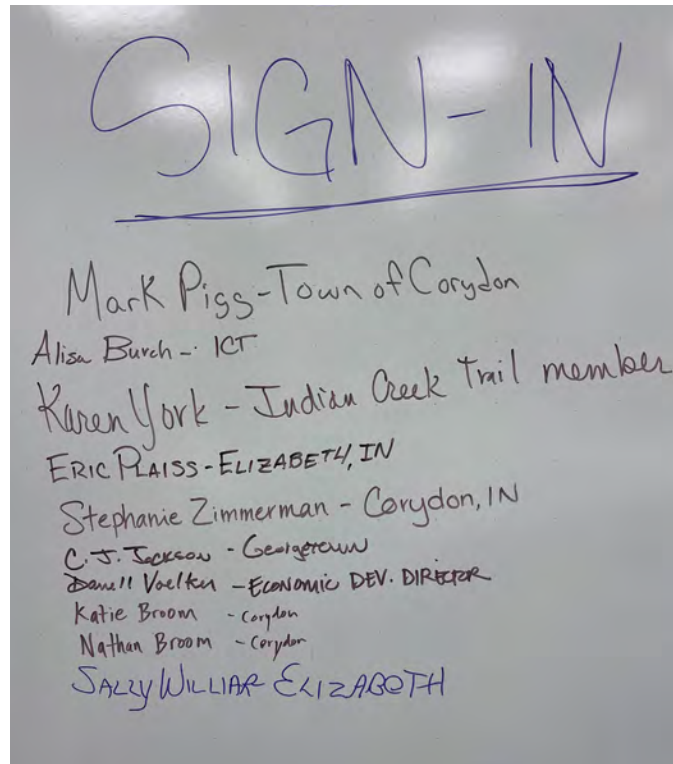 SIGN-IN
Mark Piss - Town of Corydon
Alisa Burch - ICT
Karen York - Indian Creek Trail member
ERIC PLAISS - ELIZABETH, IN
Stephanie Zimmerman - Corydon, IN
C. J. JACKSON - Georgetown
Darrell Voelker - ECONOMIC DEV. DIRECTOR
Katie Broom - Corydon
Nathan Broom - Corydon
SALLY WILLIAR ELIZABETH